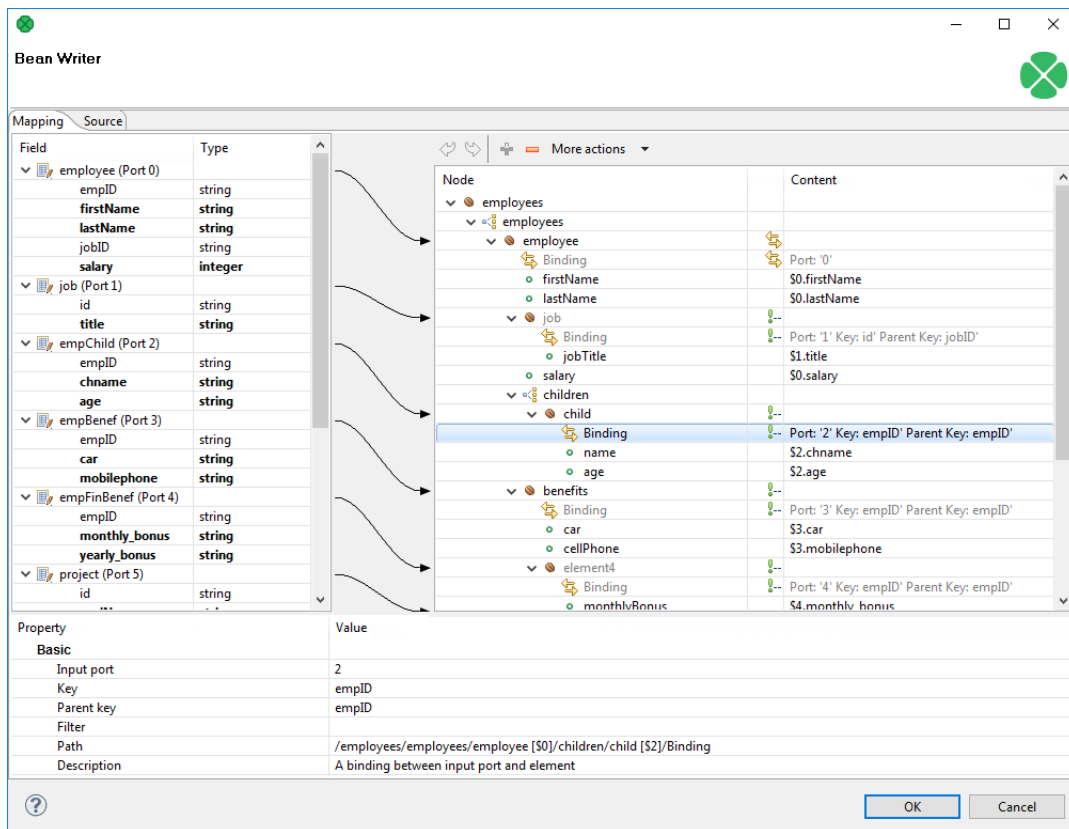 Bean Writer
Mapping Source
Field Type
employee (Port 0)
empID string
firstName string
lastName string
jobID string
salary integer
job (Port 1)
id string
title string
empChild (Port 2)
empID string
chname string
age string
empBenef (Port 3)
empID string
car string
mobilephone string
empFinBenef (Port 4)
empID string
monthly_bonus string
yearly_bonus string
project (Port 5)
id string
More actions
Node Content
employees
employees
employee
Binding Port: '0'
firstName $0.firstName
lastName $0.lastName
job
Binding Port: '1' Key: id' Parent Key: jobID'
jobTitle $1.title
salary $0.salary
children
child
Binding Port: '2' Key: empID' Parent Key: empID'
name $2.chname
age $2.age
benefits
Binding Port: '3' Key: empID' Parent Key: empID'
car $3.car
cellPhone $3.mobilephone
element4
Binding Port: '4' Key: empID' Parent Key: empID'
monthlyBonus $4.monthly_bonus
Property Value
Basic
Input port 2
Key empID
Parent key empID
Filter
Path /employees/employees/employee [$0]/children/child [$2]/Binding
Description A binding between input port and element
? OK Cancel